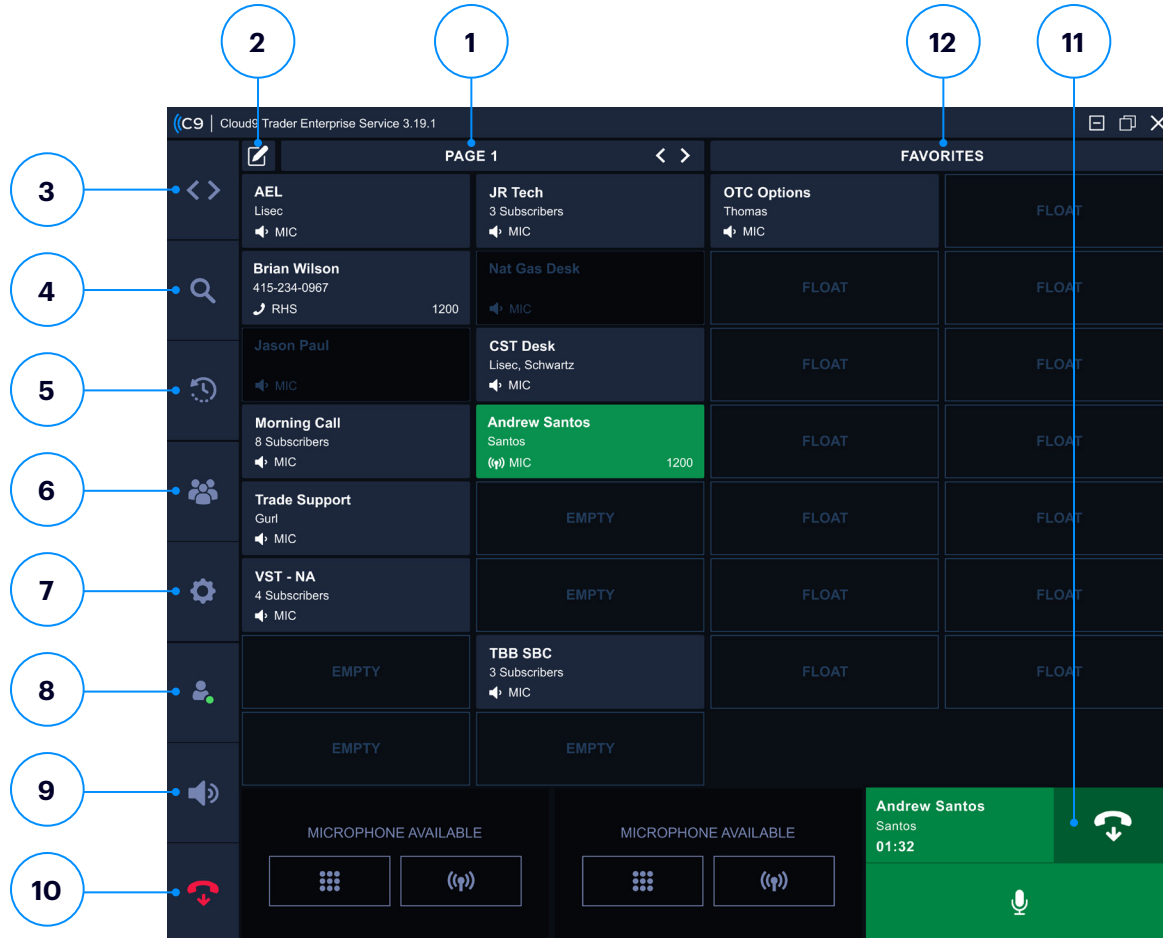 2
1
12
11
C9 | Cloud9 Trader Enterprise Service 3.19.1
PAGE 1
FAVORITES
3
AEL
Lisec
MIC
JR Tech
3 Subscribers
MIC
OTC Options
Thomas
MIC
FLOAT
4
Brian Wilson
415-234-0967
RHS 1200
Nat Gas Desk
MIC
FLOAT
FLOAT
5
Jason Paul
MIC
CST Desk
Lisec, Schwartz
MIC
FLOAT
FLOAT
6
Morning Call
8 Subscribers
MIC
Andrew Santos
Santos
MIC 1200
FLOAT
FLOAT
7
Trade Support
Gurl
MIC
EMPTY
FLOAT
FLOAT
VST - NA
4 Subscribers
MIC
EMPTY
FLOAT
FLOAT
8
EMPTY
TBB SBC
3 Subscribers
MIC
FLOAT
FLOAT
9
EMPTY
EMPTY
10
MICROPHONE AVAILABLE
MICROPHONE AVAILABLE
Andrew Santos
Santos
01:32